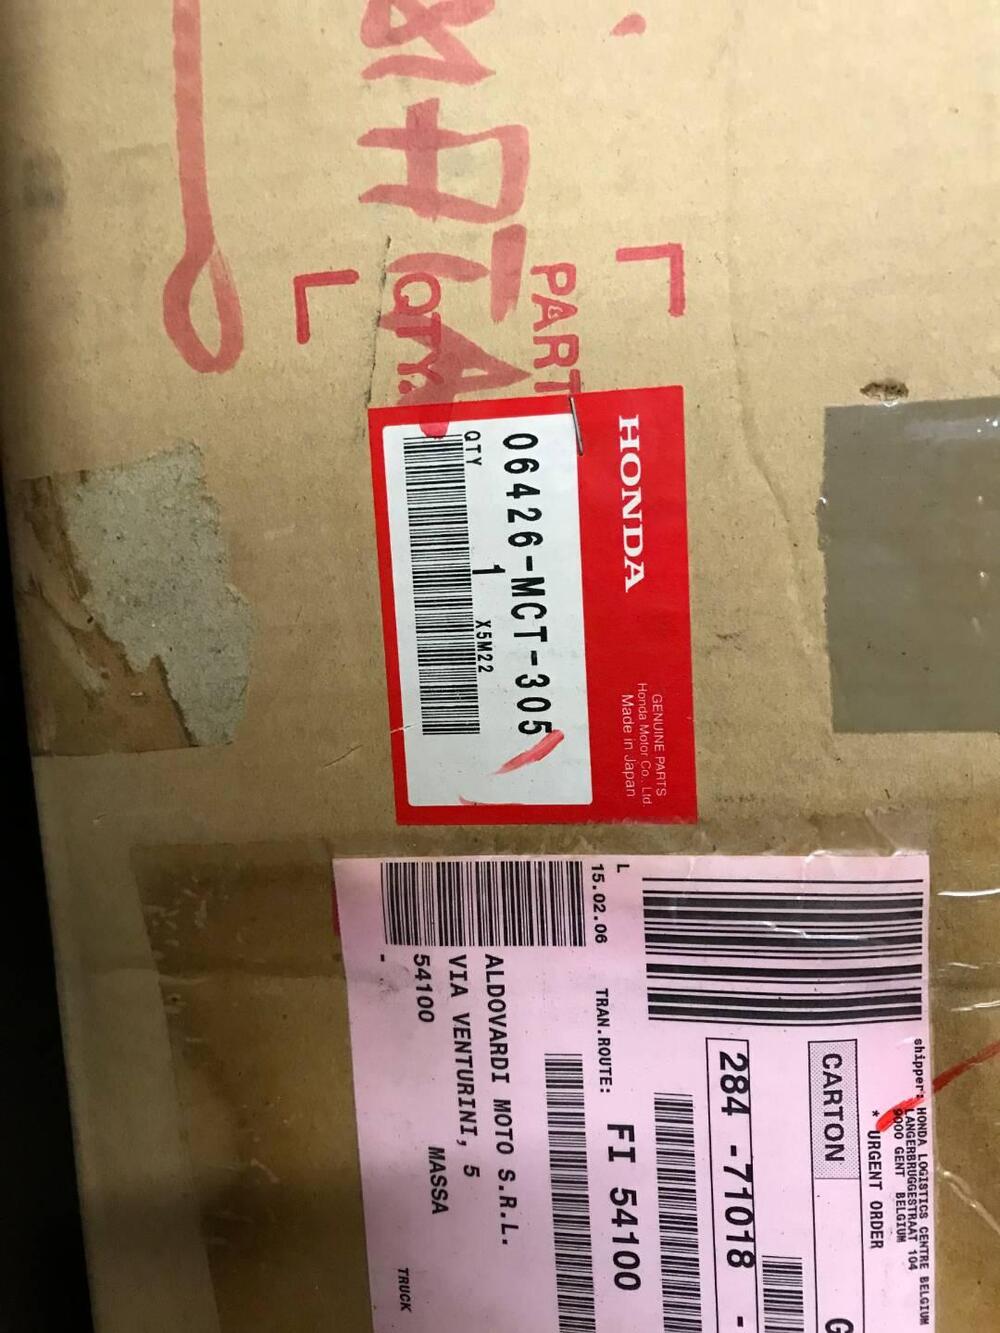 PART
QTY.
HONDA
GENUINE PARTS
Honda Motor Co., Ltd.
Made in Japan
06426-MCT-305
QTY 1 X5M22
shipper: HONDA LOGISTICS CENTRE BELGIUM
LANGERBRUGGESTRAAT 104
9000 GENT BELGIUM
* URGENT ORDER
CARTON
284 -71018 -
L
15.02.06 TRAN.ROUTE: FI 54100
ALDOVARDI MOTO S.R.L.
VIA VENTURINI, 5
54100 MASSA
-
TRUCK